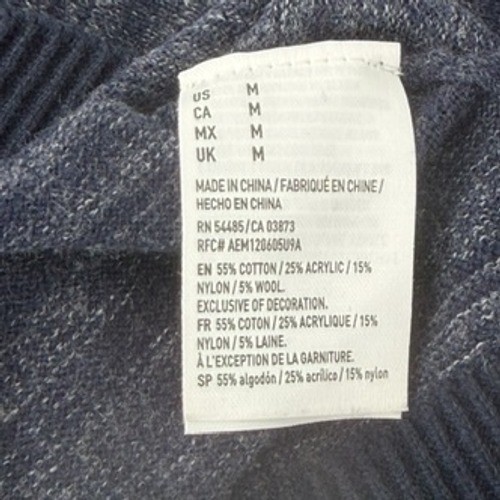 US M
CA M
MX M
UK M
MADE IN CHINA / FABRIQUÉ EN CHINE /
HECHO EN CHINA
RN 54485 / CA 03873
RFC# AEM120605U9A
EN 55% COTTON / 25% ACRYLIC / 15%
NYLON / 5% WOOL.
EXCLUSIVE OF DECORATION.
FR 55% COTON / 25% ACRYLIQUE / 15%
NYLON / 5% LAINE.
À L'EXCEPTION DE LA GARNITURE.
SP 55% algodón / 25% acrílico / 15% nylon